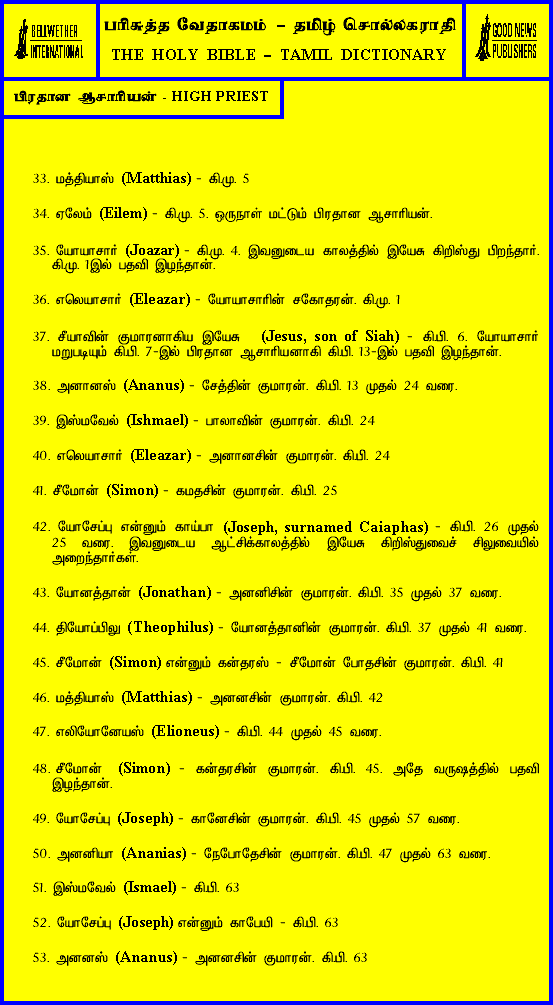 BELLWETHER
INTERNATIONAL
பரிசுத்த வேதாகமம் – தமிழ் சொல்லகராதி
THE HOLY BIBLE – TAMIL DICTIONARY
GOOD NEWS
PUBLISHERS
பிரதான ஆசாரியன் - HIGH PRIEST
33. மத்தியாஸ் (Matthias) - கி.மு. 5
34. ஏலேம் (Eilem) - கி.மு. 5. ஒருநாள் மட்டும் பிரதான ஆசாரியன்.
35. யோயாசார் (Joazar) - கி.மு. 4. இவனுடைய காலத்தில் இயேசு கிறிஸ்து பிறந்தார்.
கி.மு. 1இல் பதவி இழந்தான்.
36. எலெயாசார் (Eleazar) - யோயாசாரின் சகோதரன். கி.மு. 1
37. சீயாவின் குமாரனாகிய இயேசு (Jesus, son of Siah) - கி.பி. 6. யோயாசார்
மறுபடியும் கி.பி. 7-இல் பிரதான ஆசாரியனாகி கி.பி. 13-இல் பதவி இழந்தான்.
38. அனானஸ் (Ananus) - சேத்தின் குமாரன். கி.பி. 13 முதல் 24 வரை.
39. இஸ்மவேல் (Ishmael) - பாலாவின் குமாரன். கி.பி. 24
40. எலெயாசார் (Eleazar) - அனானசின் குமாரன். கி.பி. 24
41. சீமோன் (Simon) - கமதசின் குமாரன். கி.பி. 25
42. யோசேப்பு என்னும் காய்பா (Joseph, surnamed Caiaphas) - கி.பி. 26 முதல்
25 வரை. இவனுடைய ஆட்சிக்காலத்தில் இயேசு கிறிஸ்துவைச் சிலுவையில்
அறைந்தார்கள்.
43. யோனத்தான் (Jonathan) - அனனிசின் குமாரன். கி.பி. 35 முதல் 37 வரை.
44. தியோப்பிலு (Theophilus) - யோனத்தானின் குமாரன். கி.பி. 37 முதல் 41 வரை.
45. சீமோன் (Simon) என்னும் கன்தரஸ் - சீமோன் போதசின் குமாரன். கி.பி. 41
46. மத்தியாஸ் (Matthias) - அனனசின் குமாரன். கி.பி. 42
47. எலியோனேயஸ் (Elioneus) - கி.பி. 44 முதல் 45 வரை.
48. சீமோன் (Simon) - கன்தரசின் குமாரன். கி.பி. 45. அதே வருஷத்தில் பதவி
இழந்தான்.
49. யோசேப்பு (Joseph) - கானேசின் குமாரன். கி.பி. 45 முதல் 57 வரை.
50. அனனியா (Ananias) - நேபோதேசின் குமாரன். கி.பி. 47 முதல் 63 வரை.
51. இஸ்மவேல் (Ismael) - கி.பி. 63
52. யோசேப்பு (Joseph) என்னும் காபேயி - கி.பி. 63
53. அனனஸ் (Ananus) - அனனசின் குமாரன். கி.பி. 63